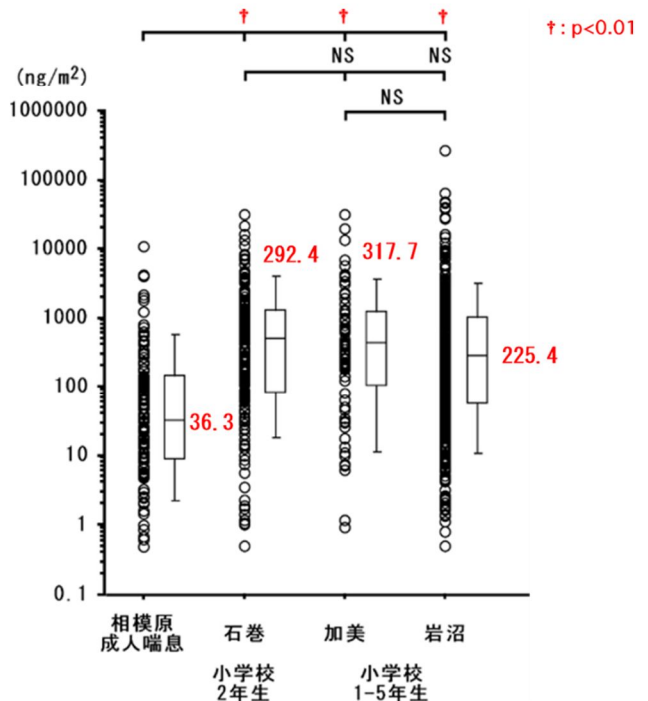 † † †
†: p<0.01
NS NS
(ng/m²)
NS
1000000
100000
10000
292.4
317.7
1000
225.4
100
36.3
10
1
0.1
相模原
成人喘息
石巻
加美
岩沼
小学校
2年生
小学校
1-5年生